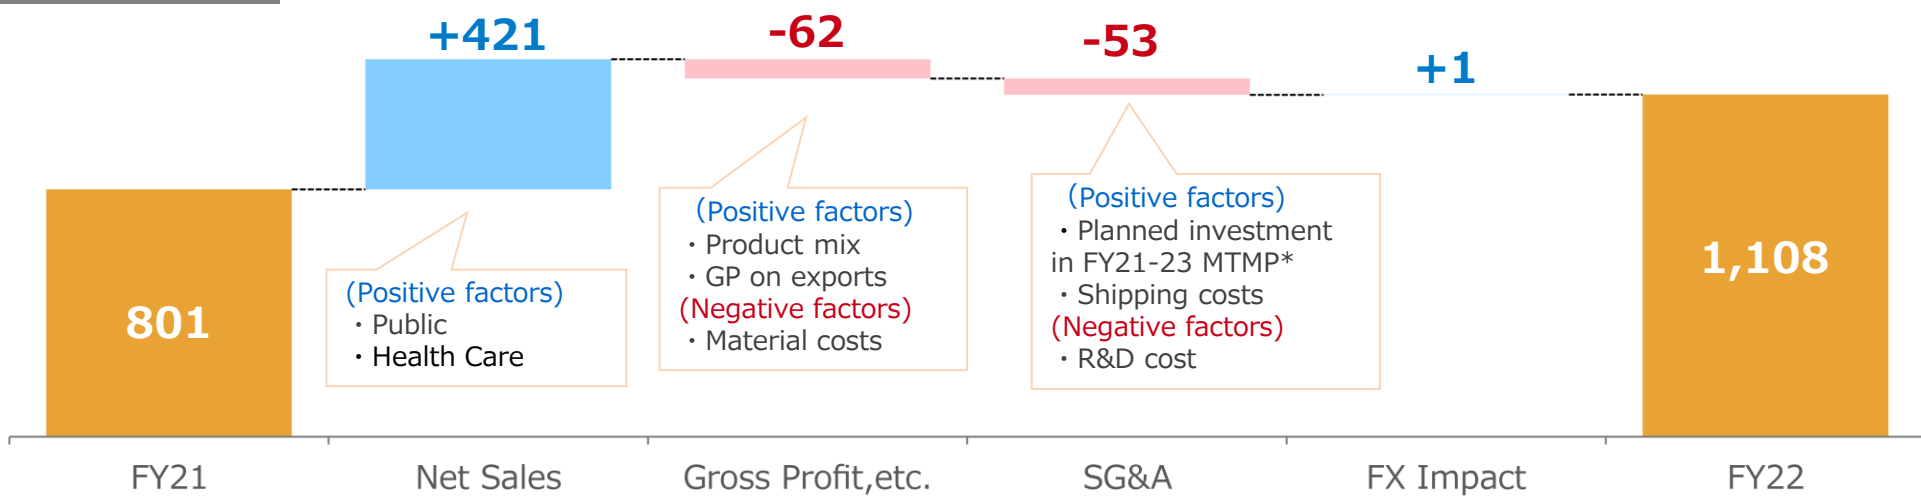 +421
-62
-53
+1
801
(Positive factors)
・Public
・Health Care
(Positive factors)
・Product mix
・GP on exports
(Negative factors)
・Material costs
(Positive factors)
・Planned investment
in FY21-23 MTMP*
・Shipping costs
(Negative factors)
・R&D cost
1,108
FY21
Net Sales
Gross Profit,etc.
SG&A
FX Impact
FY22